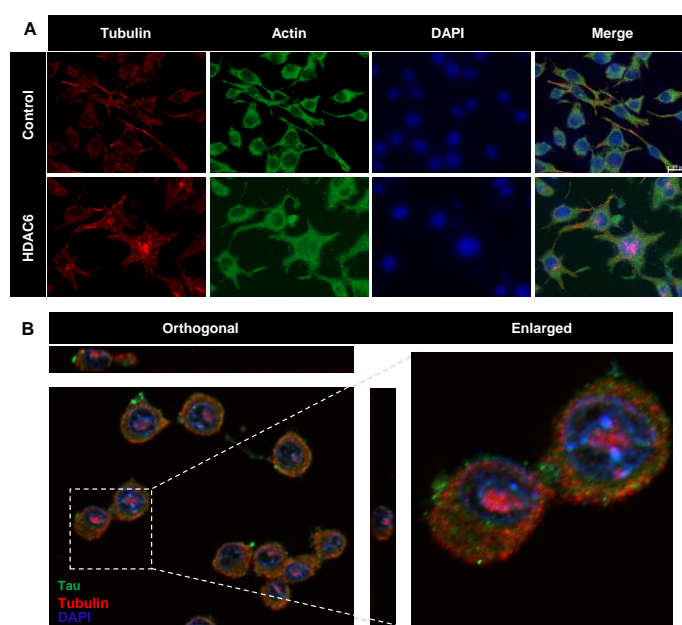 A
Tubulin Actin DAPI Merge
Control
HDAC6
B
Orthogonal Enlarged
Tau
Tubulin
DAPI